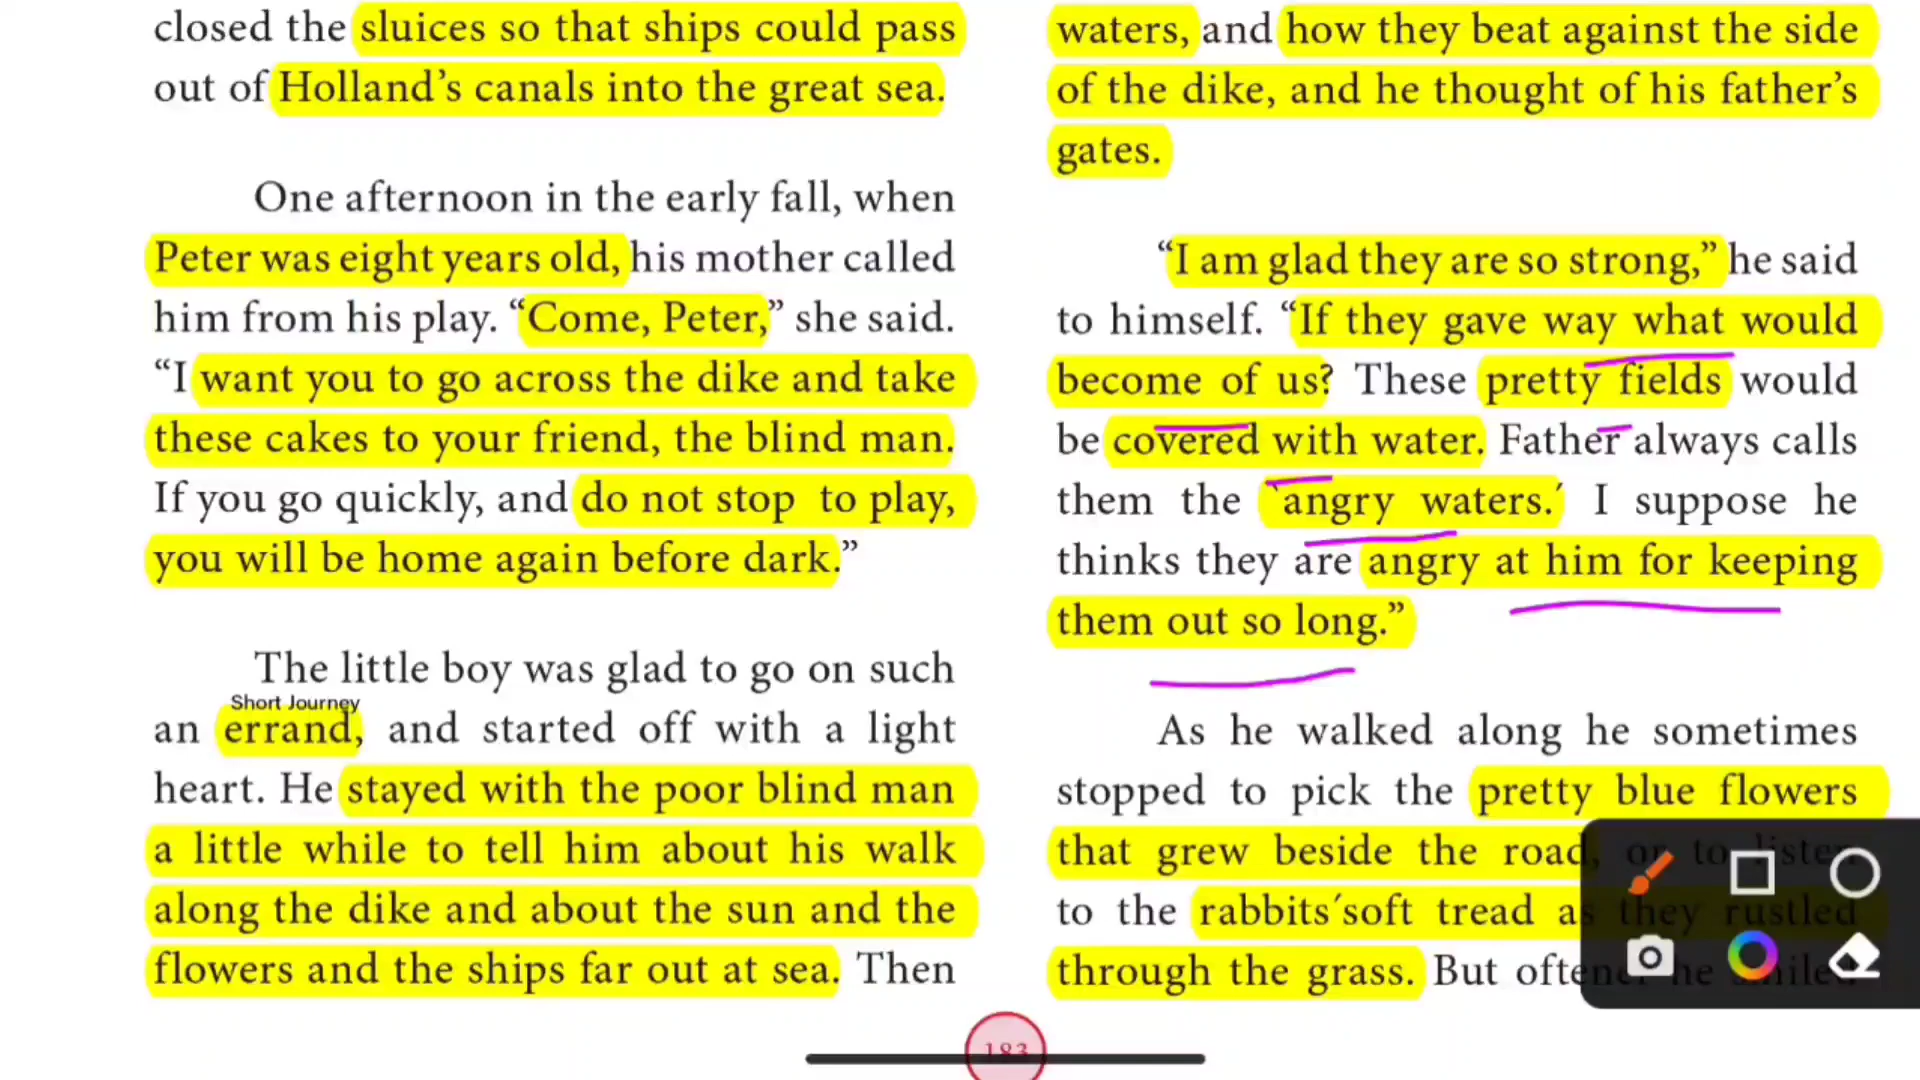 closed the sluices so that ships could pass
out of Holland’s canals into the great sea.
One afternoon in the early fall, when
Peter was eight years old, his mother called
him from his play. “Come, Peter,” she said.
“I want you to go across the dike and take
these cakes to your friend, the blind man.
If you go quickly, and do not stop to play,
you will be home again before dark.”
The little boy was glad to go on such
Short Journey
an errand, and started off with a light
heart. He stayed with the poor blind man
a little while to tell him about his walk
along the dike and about the sun and the
flowers and the ships far out at sea. Then
waters, and how they beat against the side
of the dike, and he thought of his father’s
gates.
“I am glad they are so strong,” he said
to himself. “If they gave way what would
become of us? These pretty fields would
be covered with water. Father always calls
them the `angry waters.´ I suppose he
thinks they are angry at him for keeping
them out so long.”
As he walked along he sometimes
stopped to pick the pretty blue flowers
that grew beside the road, or to listen
to the rabbits´soft tread as they rustled
through the grass. But oftener he smiled
183